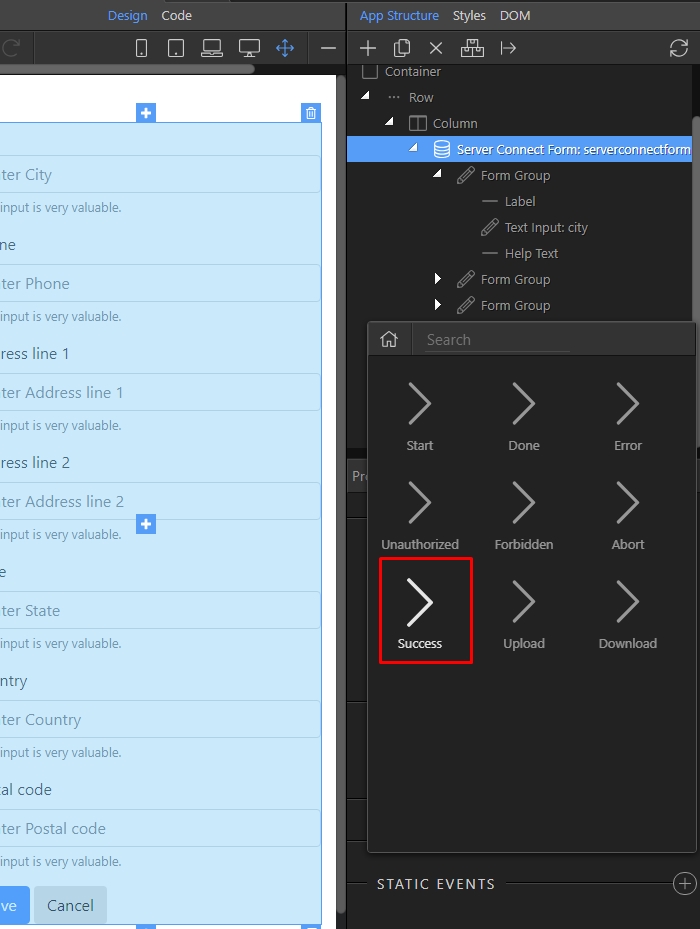 Design Code
App Structure Styles DOM
Container
Row
Column
Server Connect Form: serverconnectform
Form Group
Label
Text Input: city
Help Text
Form Group
Form Group
ter City
input is very valuable.
ne
ter Phone
input is very valuable.
ress line 1
ter Address line 1
input is very valuable.
ress line 2
ter Address line 2
input is very valuable.
e
ter State
input is very valuable.
ntry
ter Country
input is very valuable.
al code
ter Postal code
input is very valuable.
ve Cancel
Search
Start Done Error
Unauthorized Forbidden Abort
Success Upload Download
Pr
STATIC EVENTS